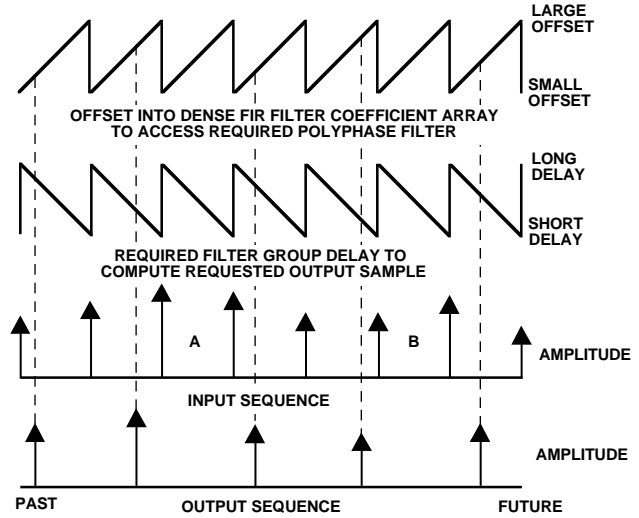 LARGE
OFFSET
SMALL
OFFSET
OFFSET INTO DENSE FIR FILTER COEFFICIENT ARRAY
TO ACCESS REQUIRED POLYPHASE FILTER
LONG
DELAY
SHORT
DELAY
REQUIRED FILTER GROUP DELAY TO
COMPUTE REQUESTED OUTPUT SAMPLE
A
B
AMPLITUDE
INPUT SEQUENCE
AMPLITUDE
PAST
OUTPUT SEQUENCE
FUTURE